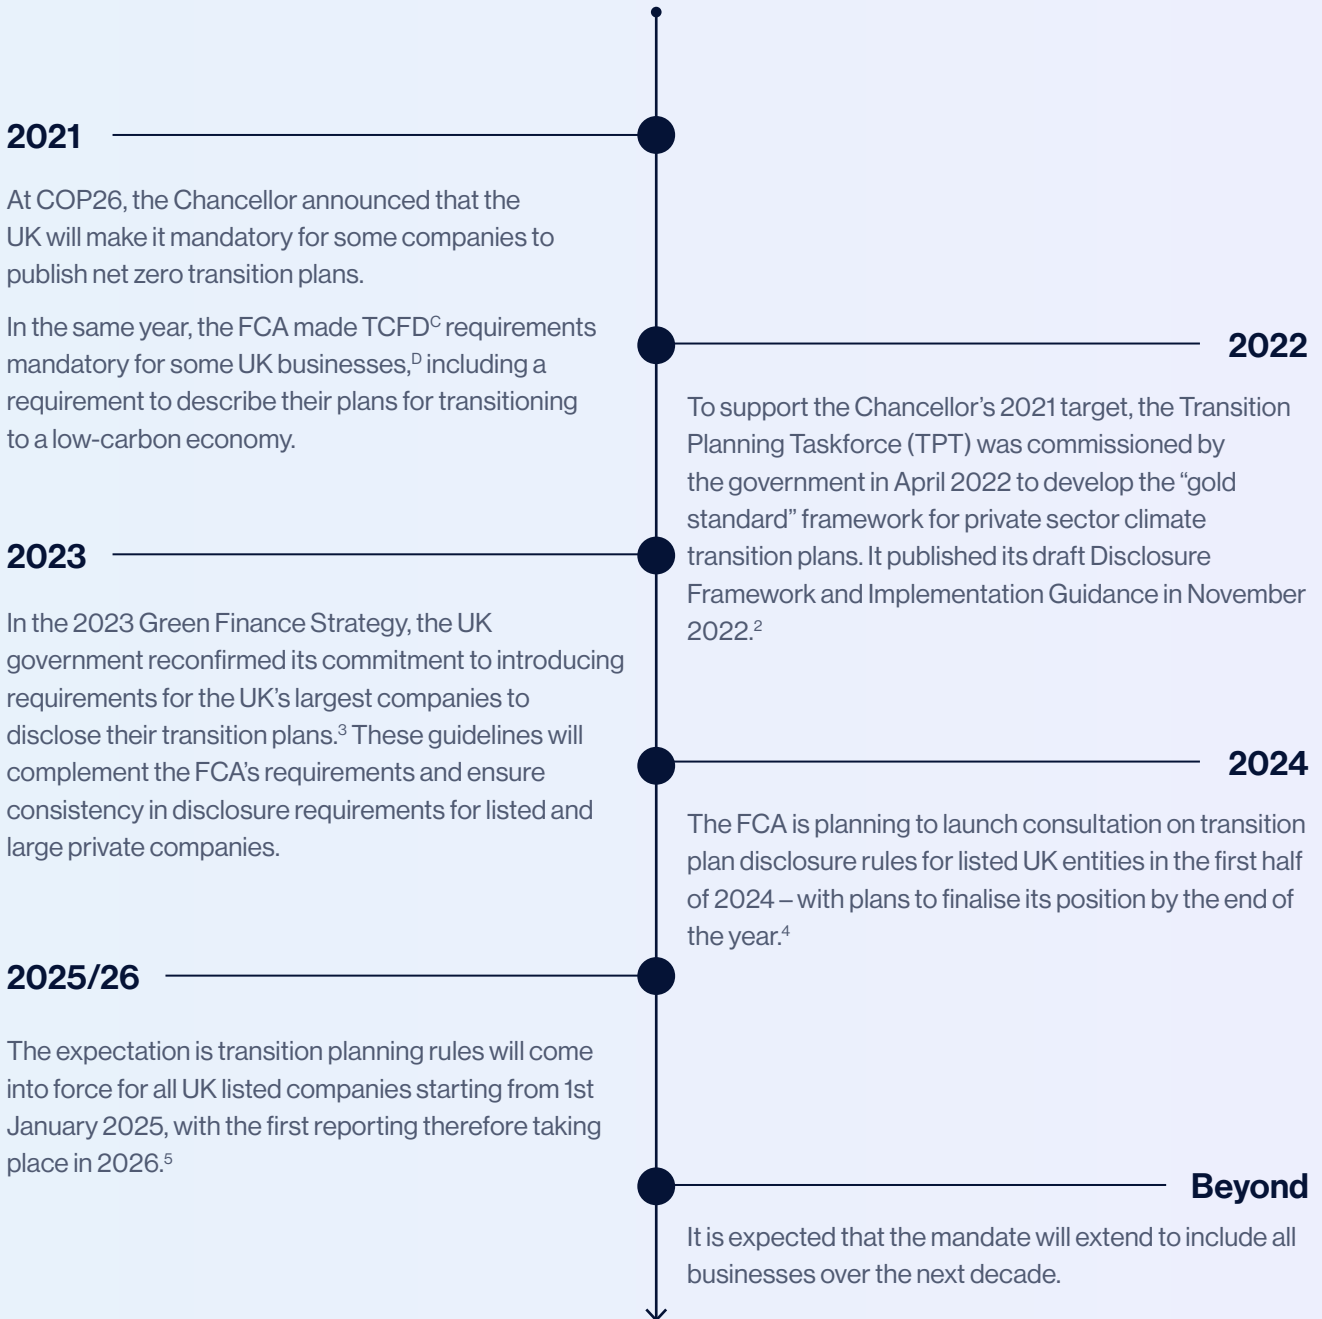 2021
At COP26, the Chancellor announced that the
UK will make it mandatory for some companies to
publish net zero transition plans.
In the same year, the FCA made TCFDᶜ requirements
mandatory for some UK businesses,ᴰ including a
requirement to describe their plans for transitioning
to a low-carbon economy.
2022
To support the Chancellor’s 2021 target, the Transition
Planning Taskforce (TPT) was commissioned by
the government in April 2022 to develop the “gold
standard” framework for private sector climate
transition plans. It published its draft Disclosure
Framework and Implementation Guidance in November
2022.²
2023
In the 2023 Green Finance Strategy, the UK
government reconfirmed its commitment to introducing
requirements for the UK’s largest companies to
disclose their transition plans.³ These guidelines will
complement the FCA’s requirements and ensure
consistency in disclosure requirements for listed and
large private companies.
2024
The FCA is planning to launch consultation on transition
plan disclosure rules for listed UK entities in the first half
of 2024 – with plans to finalise its position by the end of
the year.⁴
2025/26
The expectation is transition planning rules will come
into force for all UK listed companies starting from 1st
January 2025, with the first reporting therefore taking
place in 2026.⁵
Beyond
It is expected that the mandate will extend to include all
businesses over the next decade.